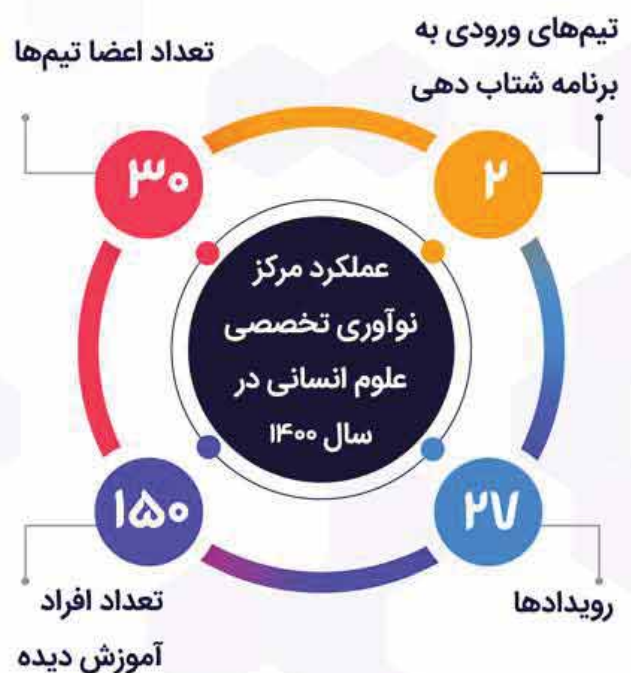 تیم‌های ورودی به
برنامه شتاب دهی
۲
تعداد اعضا تیم‌ها
۳۰
عملکرد مرکز
نوآوری تخصصی
علوم انسانی در
سال ۱۴۰۰
۲۷
رویدادها
۱۵۰
تعداد افراد
آموزش دیده